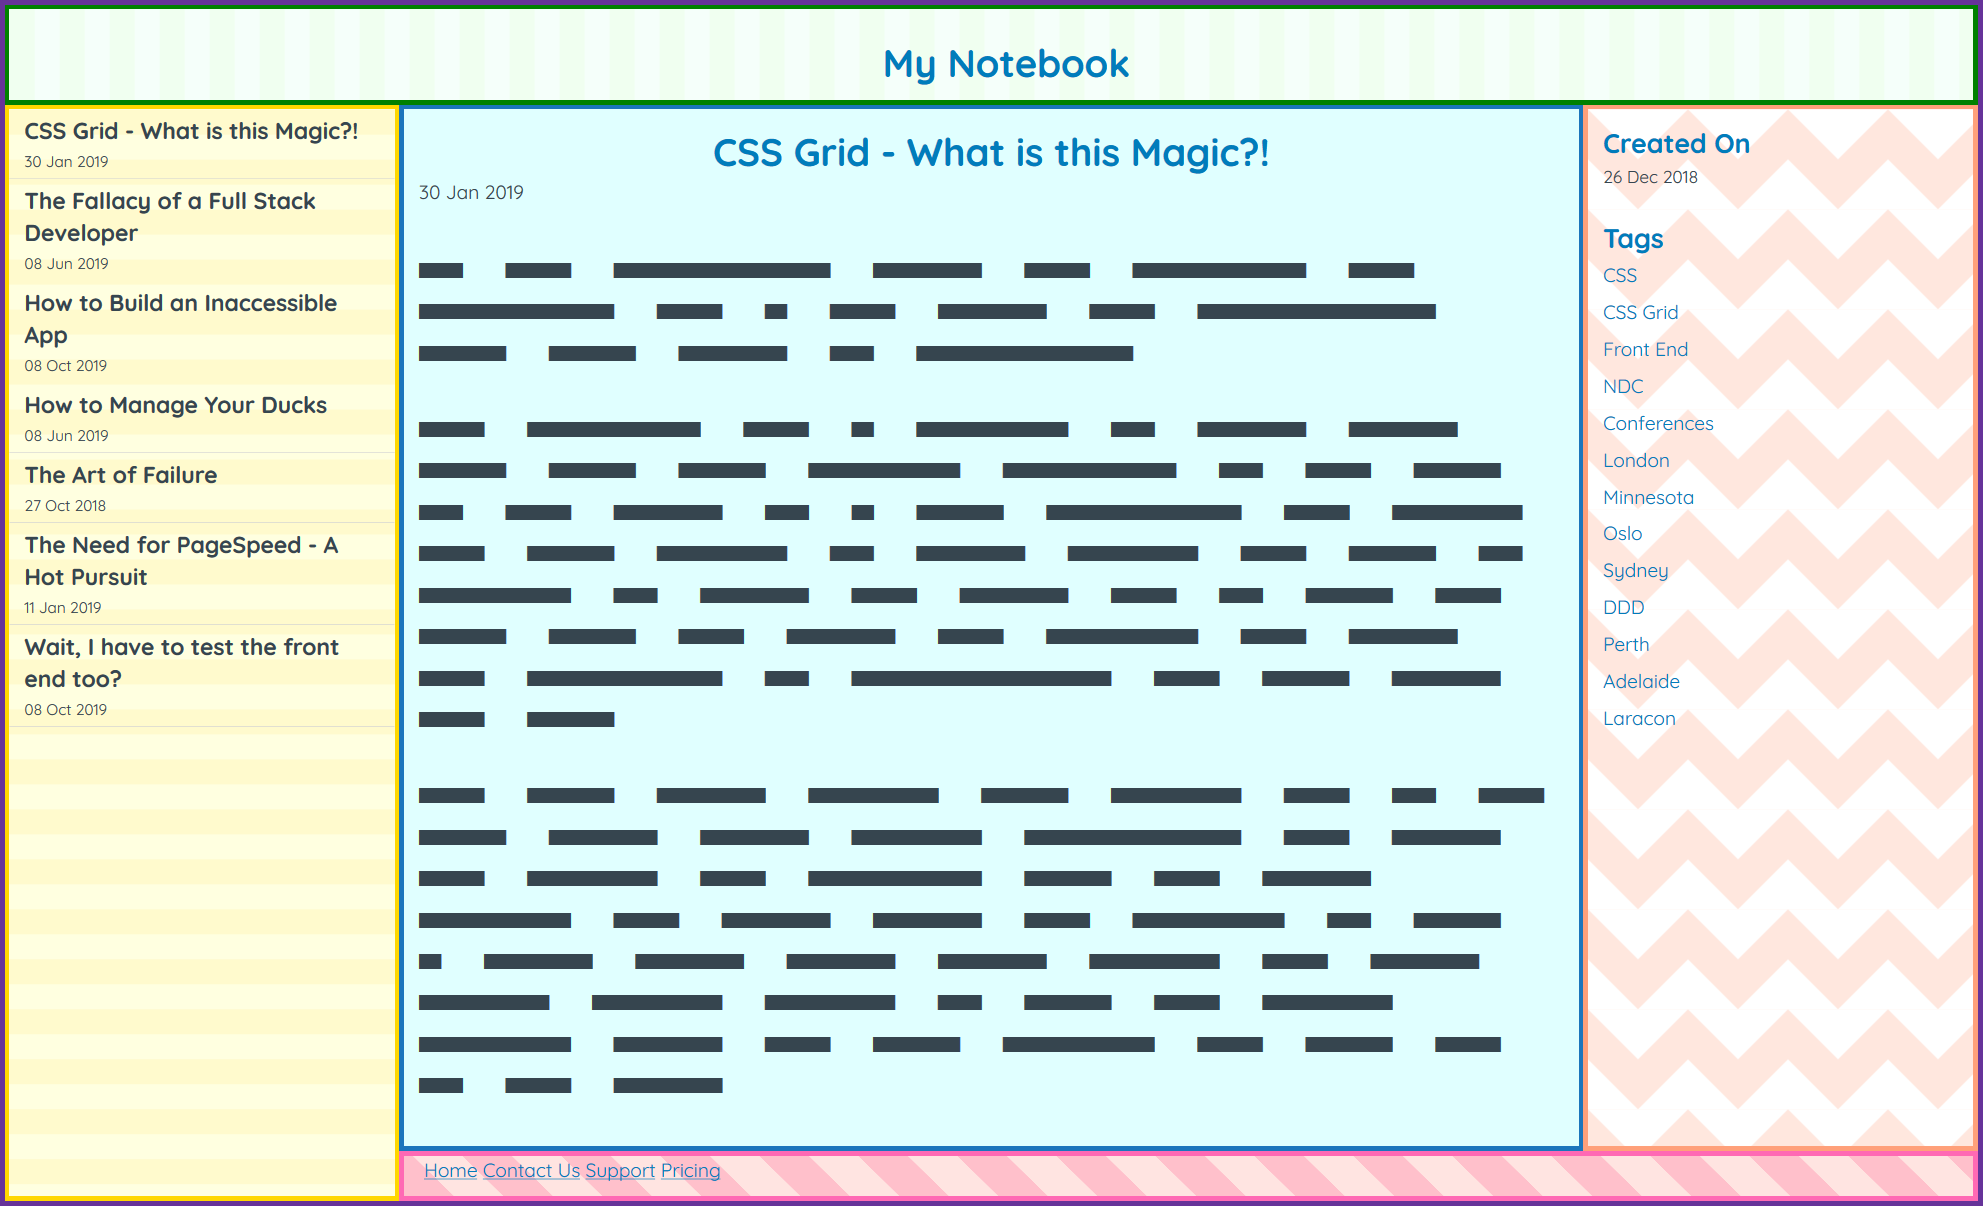 My Notebook
CSS Grid - What is this Magic?!
30 Jan 2019
The Fallacy of a Full Stack
Developer
08 Jun 2019
How to Build an Inaccessible
App
08 Oct 2019
How to Manage Your Ducks
08 Jun 2019
The Art of Failure
27 Oct 2018
The Need for PageSpeed - A
Hot Pursuit
11 Jan 2019
Wait, I have to test the front
end too?
08 Oct 2019
CSS Grid - What is this Magic?!
30 Jan 2019
Created On
26 Dec 2018
Tags
CSS
CSS Grid
Front End
NDC
Conferences
London
Minnesota
Oslo
Sydney
DDD
Perth
Adelaide
Laracon
Home Contact Us Support Pricing